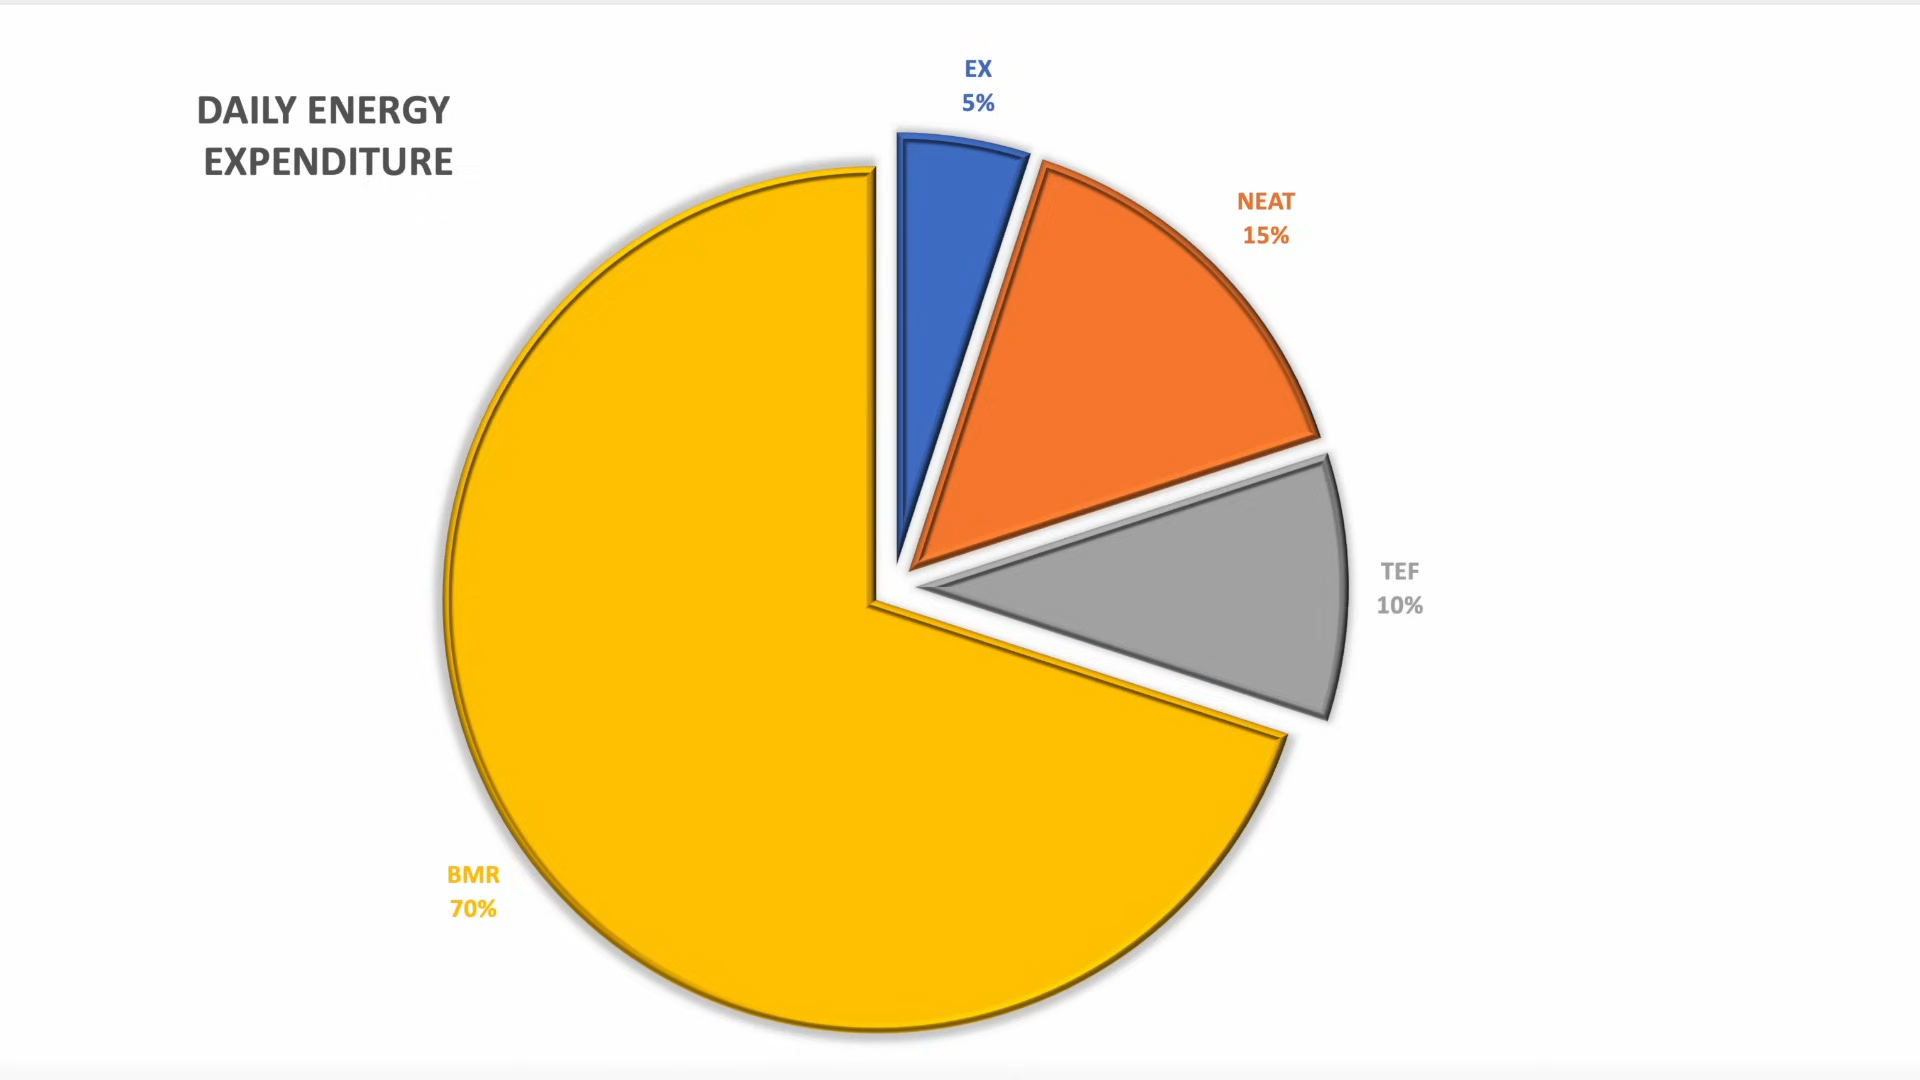 DAILY ENERGY
EXPENDITURE
EX
5%
NEAT
15%
TEF
10%
BMR
70%